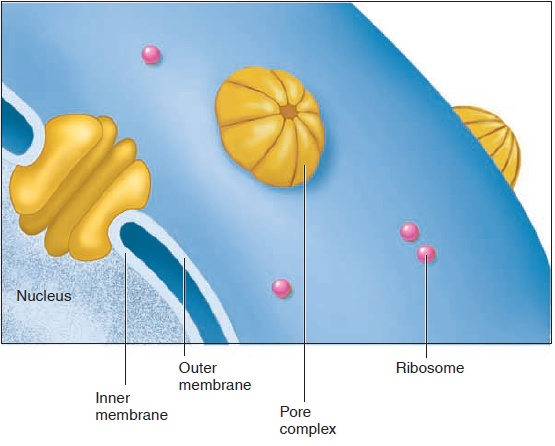 Nucleus
Inner
membrane
Outer
membrane
Pore
complex
Ribosome